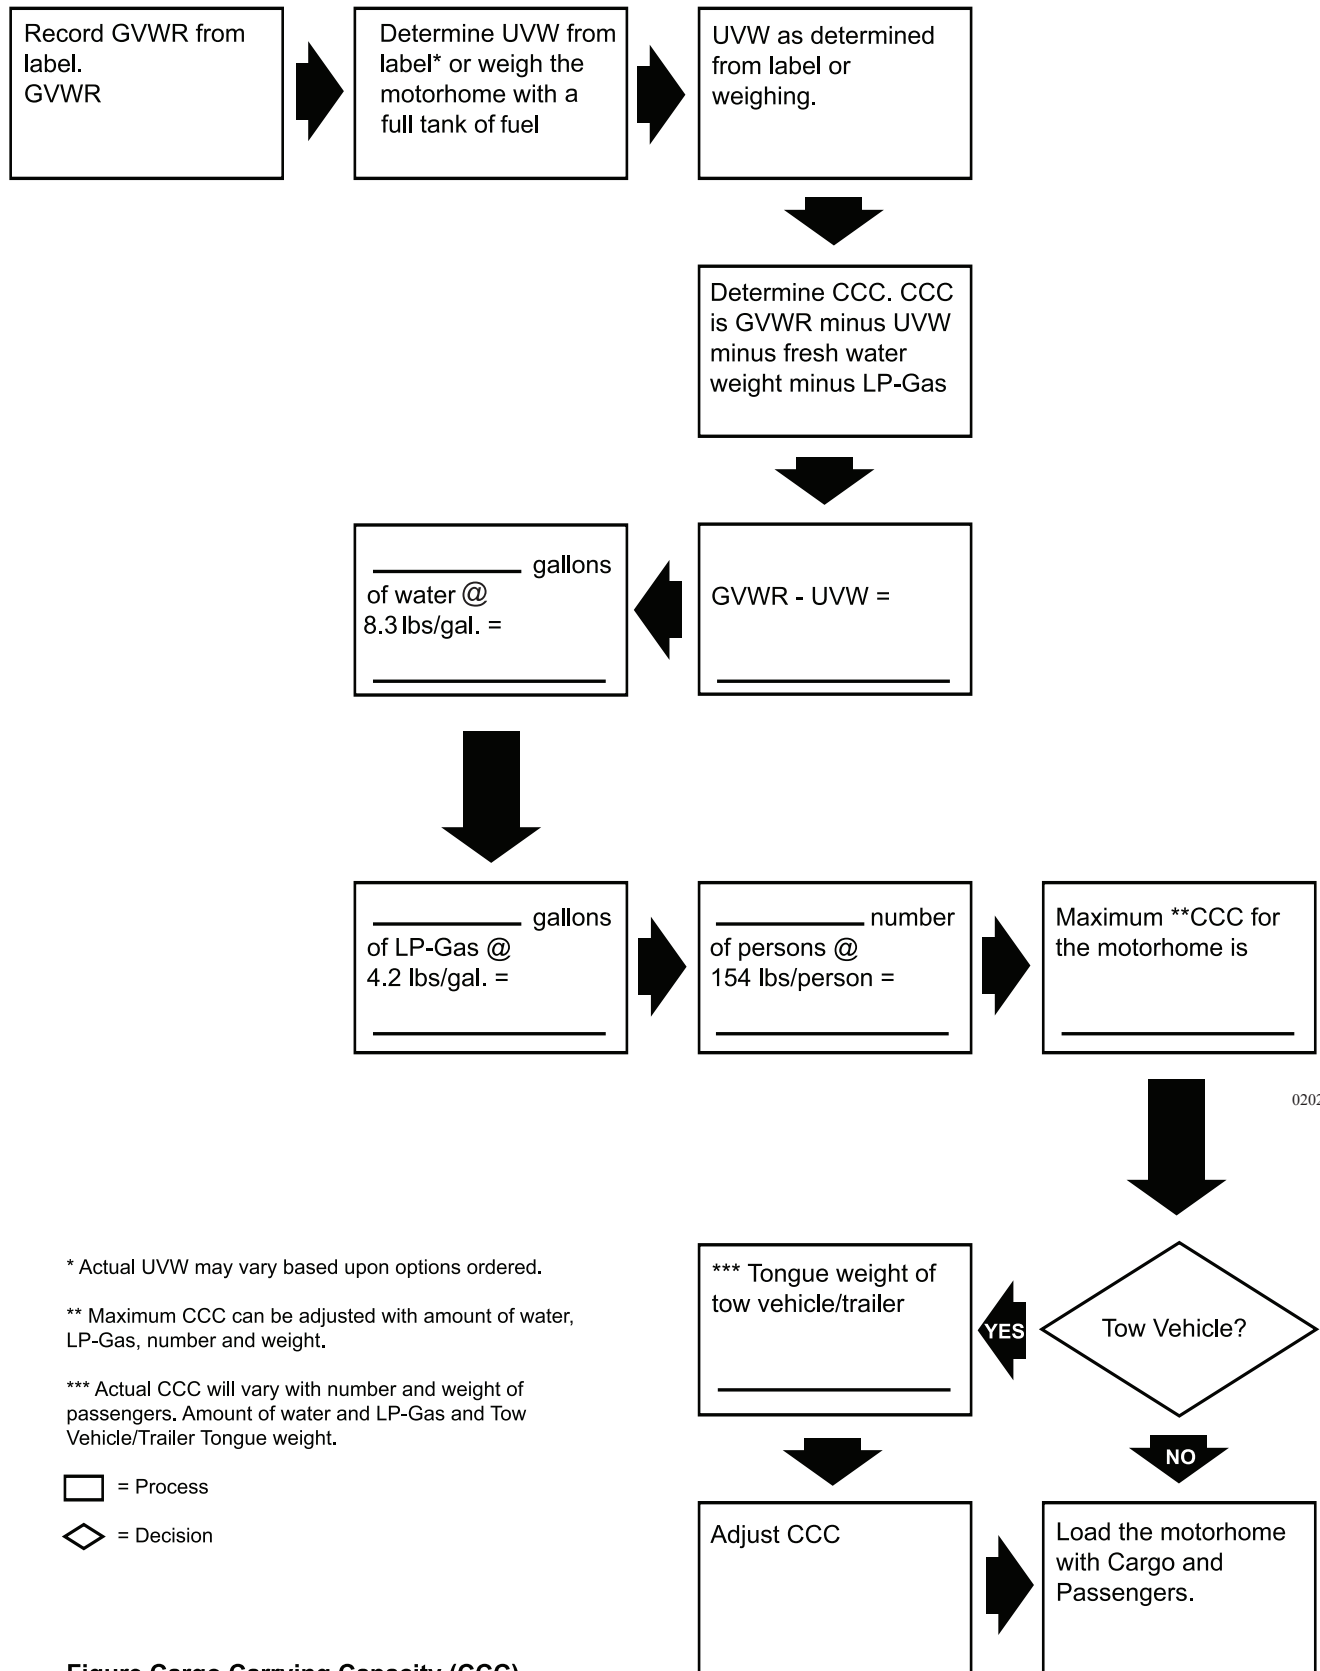 Record GVWR from
label.
GVWR
Determine UVW from
label* or weigh the
motorhome with a
full tank of fuel
UVW as determined
from label or
weighing.
Determine CCC. CCC
is GVWR minus UVW
minus fresh water
weight minus LP-Gas
GVWR - UVW =
gallons
of water @
8.3 lbs/gal. =
gallons
of LP-Gas @
4.2 lbs/gal. =
number
of persons @
154 lbs/person =
Maximum **CCC for
the motorhome is
0202
Tow Vehicle?
YES
*** Tongue weight of
tow vehicle/trailer
NO
Adjust CCC
Load the motorhome
with Cargo and
Passengers.
* Actual UVW may vary based upon options ordered.
** Maximum CCC can be adjusted with amount of water,
LP-Gas, number and weight.
*** Actual CCC will vary with number and weight of
passengers. Amount of water and LP-Gas and Tow
Vehicle/Trailer Tongue weight.
= Process
= Decision
Figure Cargo Carrying Capacity (CCC)